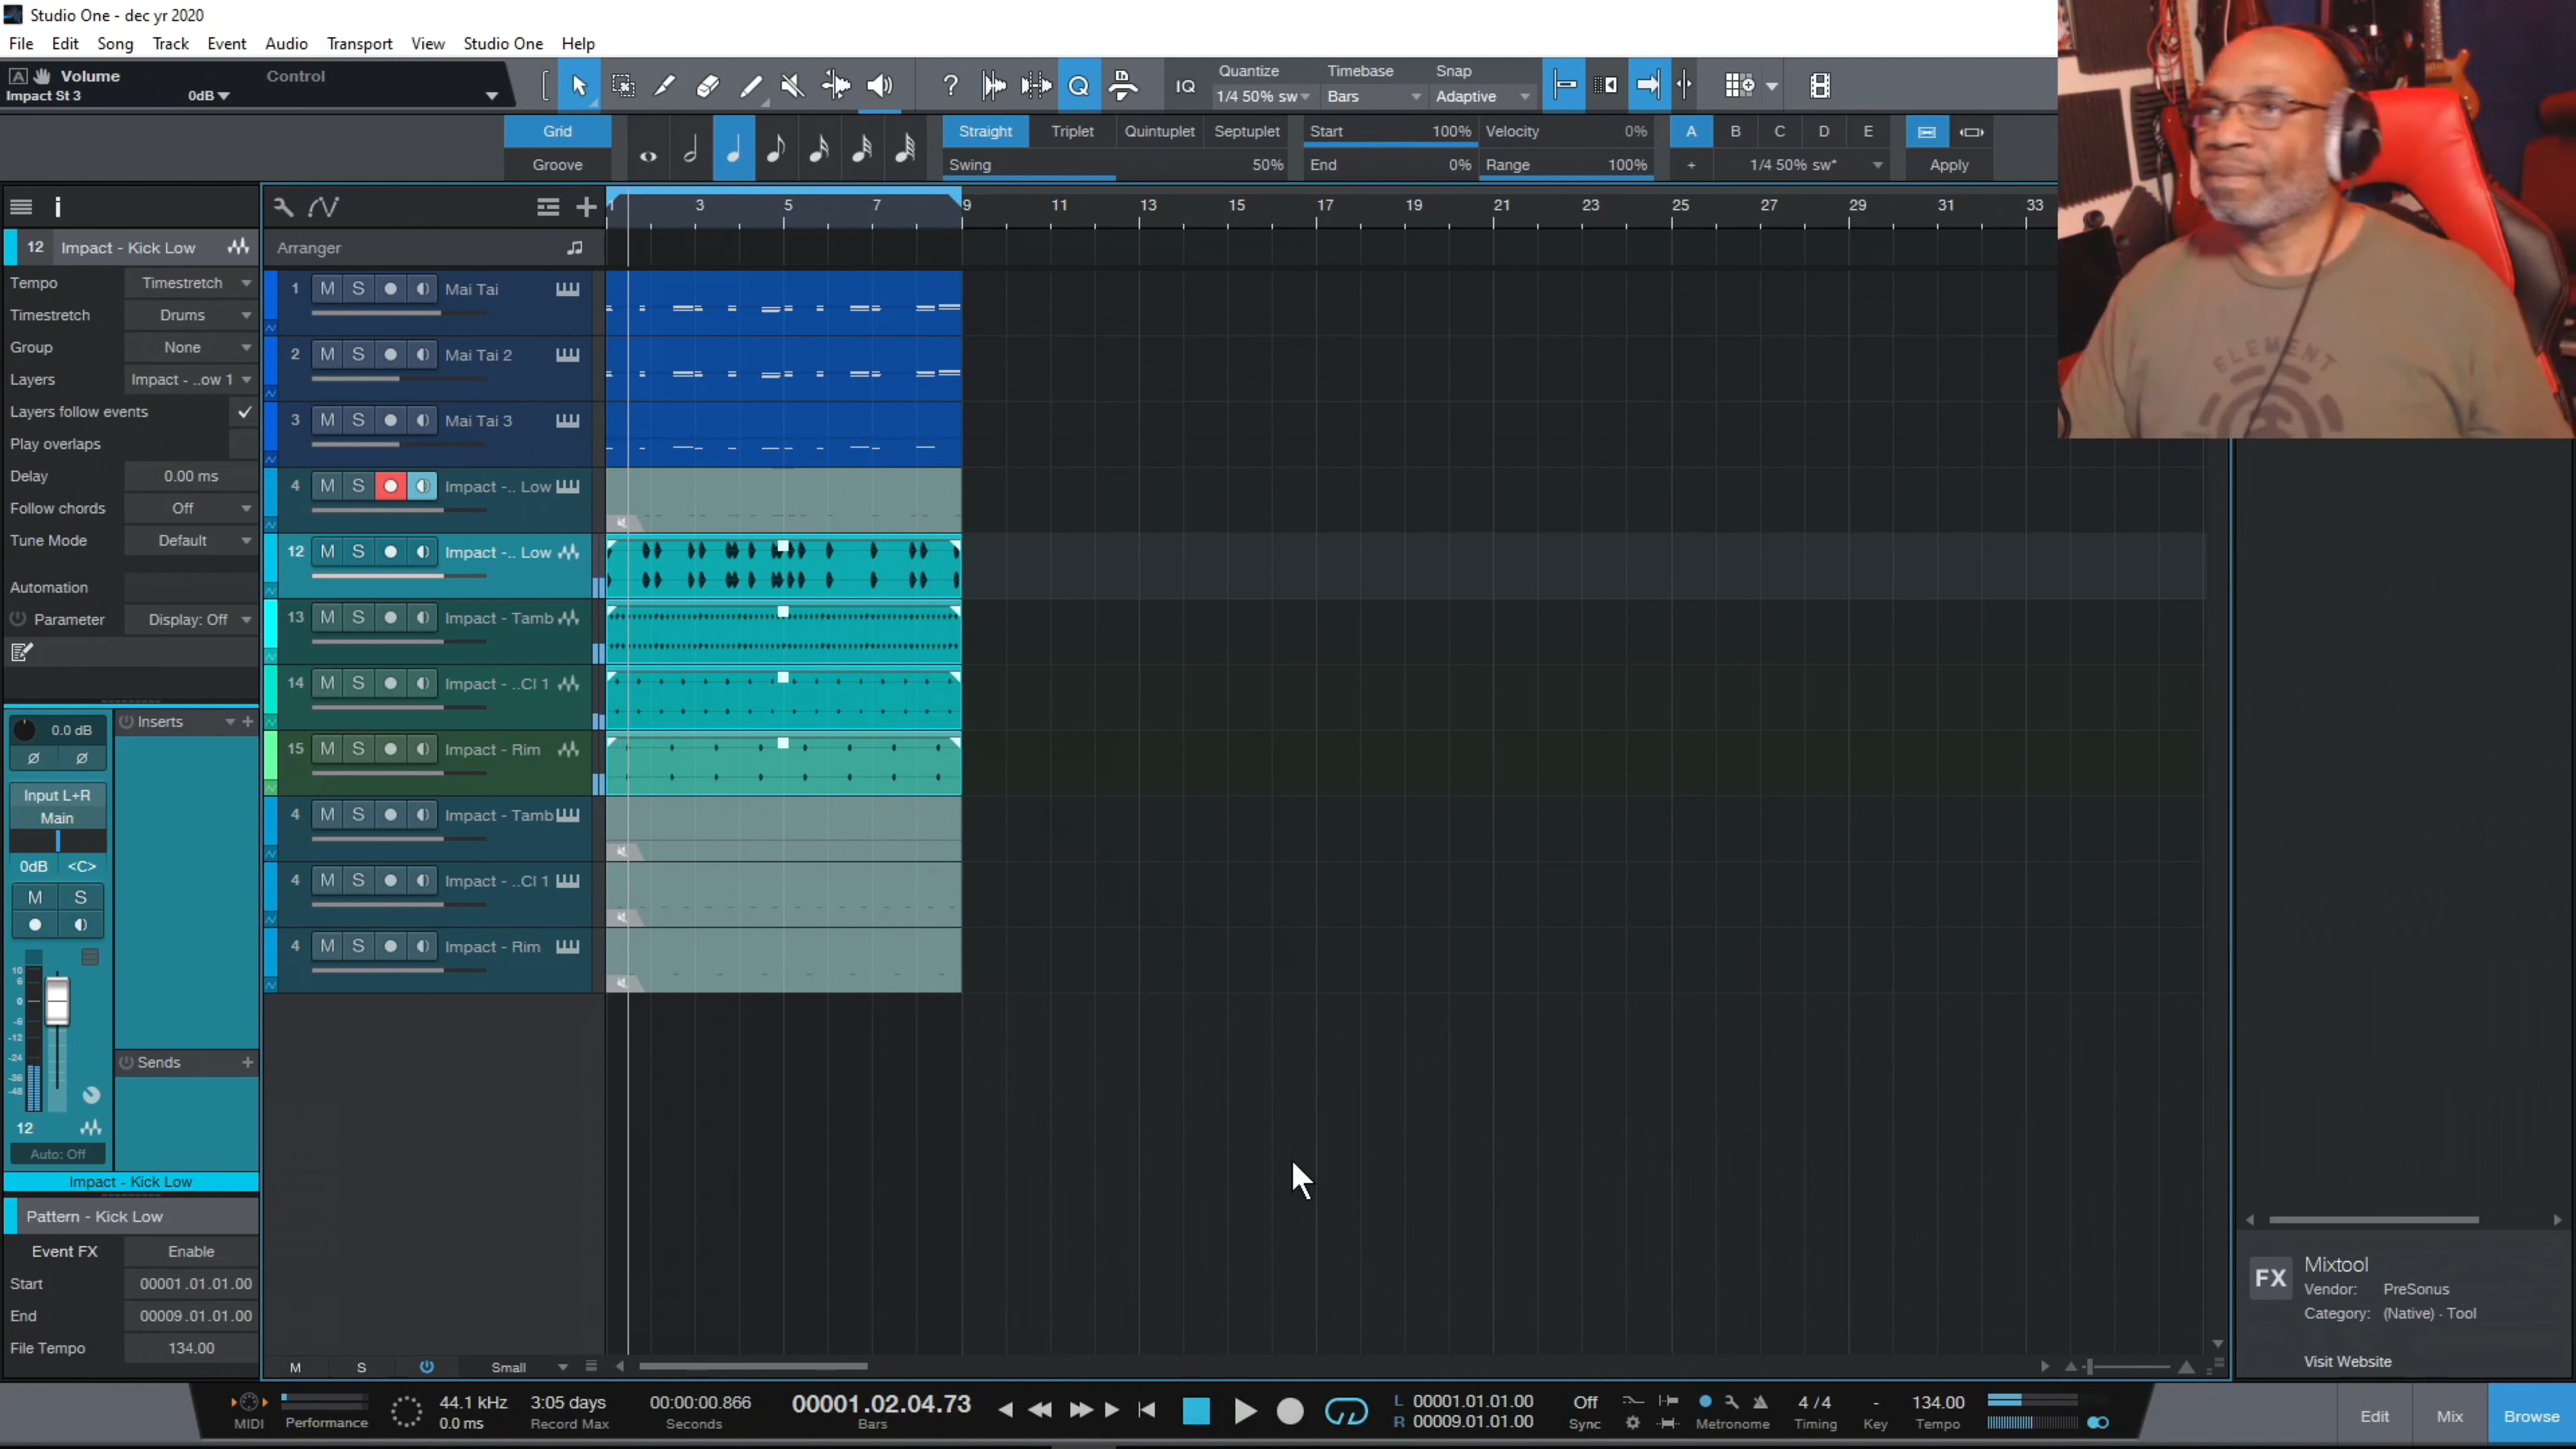 Studio One - dec yr 2020
File Edit Song Track Event Audio Transport View Studio One Help
A Volume Control
Impact St 3 0dB
? Q IQ Quantize Timebase Snap
1/4 50% sw Bars Adaptive
Grid Straight Triplet Quintuplet Septuplet Start 100% Velocity 0% A B C D E
Groove Swing 50% End 0% Range 100% + 1/4 50% sw* Apply
i 1 3 5 7 9 11 13 15 17 19 21 23 25 27 29 31 33
12 Impact - Kick Low Arranger
Tempo Timestretch
Timestretch Drums
Group None
Layers Impact - ..ow 1
Layers follow events
Play overlaps
Delay 0.00 ms
Follow chords Off
Tune Mode Default
Automation
Parameter Display: Off
1 M S Mai Tai
2 M S Mai Tai 2
3 M S Mai Tai 3
4 M S Impact -.. Low
12 M S Impact -.. Low
13 M S Impact - Tamb
14 M S Impact - ..Cl 1
15 M S Impact - Rim
4 M S Impact - Tamb
4 M S Impact - ..Cl 1
4 M S Impact - Rim
ELEMENT
0.0 dB Inserts
Ø Ø
Input L+R
Main
0dB <C>
M S
10
6
0
-6
-12
-24
-36
-48
Sends
12
Auto: Off
Impact - Kick Low
Pattern - Kick Low
Event FX Enable
Start 00001.01.01.00
End 00009.01.01.00
File Tempo 134.00
M S Small
FX Mixtool
Vendor: PreSonus
Category: (Native) - Tool
Visit Website
MIDI Performance
44.1 kHz
0.0 ms
3:05 days
Record Max
00:00:00.866
Seconds
00001.02.04.73
Bars
L 00001.01.01.00
R 00009.01.01.00
Off
Sync
Metronome
4 / 4
Timing
-
Key
134.00
Tempo
Edit Mix Browse